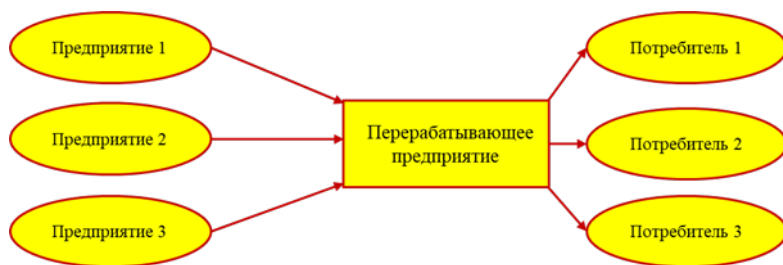 Предприятие 1
Предприятие 2
Предприятие 3
Перерабатывающее
предприятие
Потребитель 1
Потребитель 2
Потребитель 3